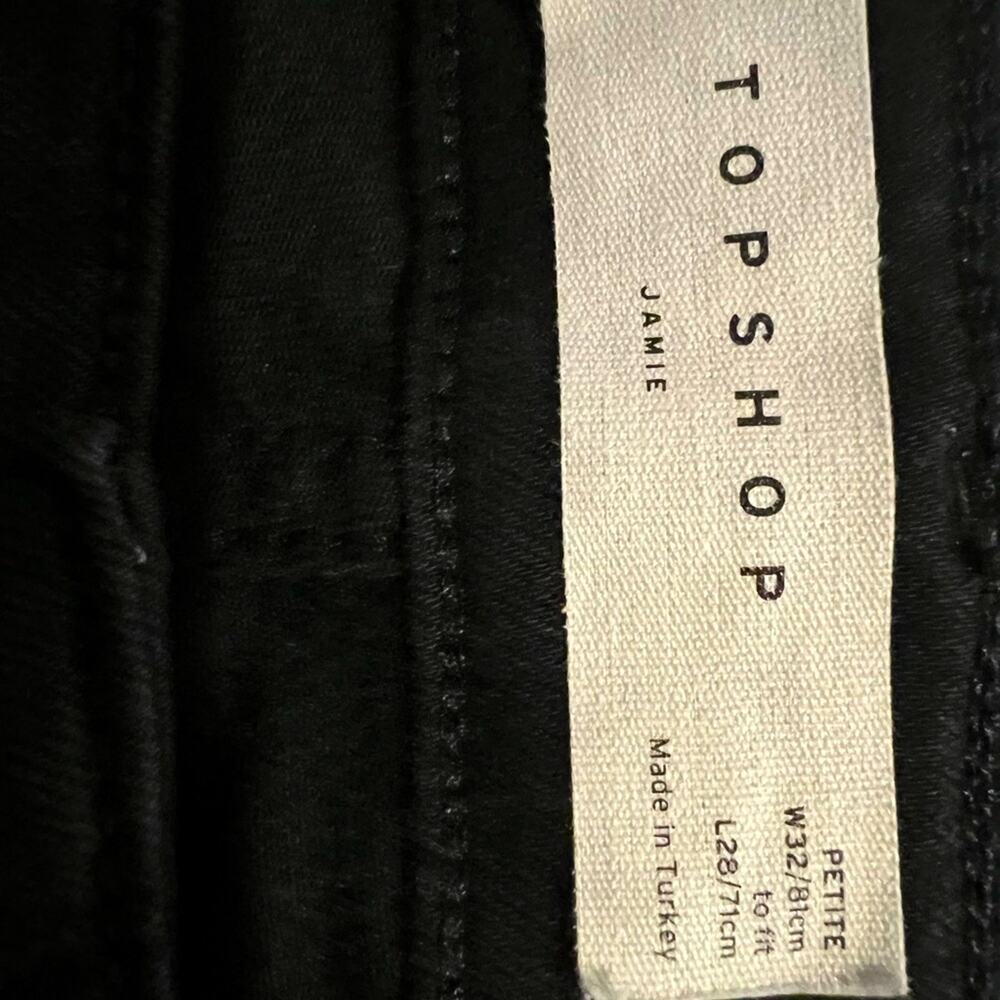 TOPSHOP
JAMIE
PETITE
W32/81cm
to fit
L28/71cm
Made in Turkey